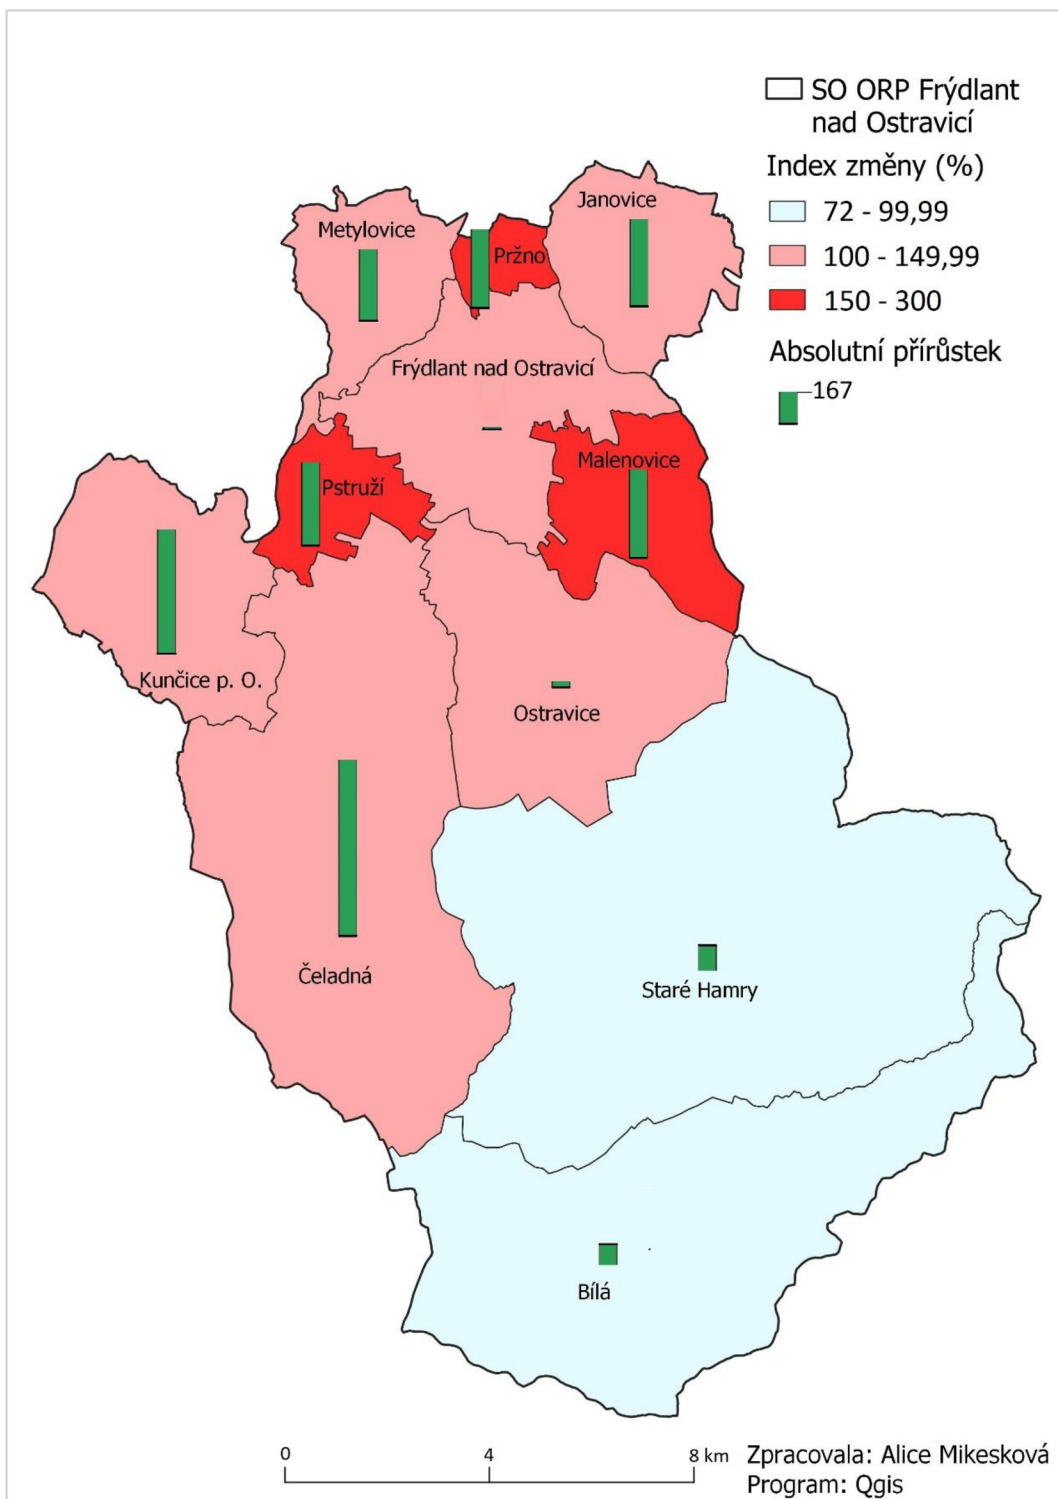 SO ORP Frýdlant
nad Ostravicí
Index změny (%)
72 - 99,99
100 - 149,99
150 - 300
Absolutní přírůstek
167
Janovice
Metylovice
Pržno
Frýdlant nad Ostravicí
Malenovice
Pstruží
Kunčice p. O.
Ostravice
Čeladná
Staré Hamry
Bílá
0 4 8 km
Zpracovala: Alice Mikesková
Program: Qgis